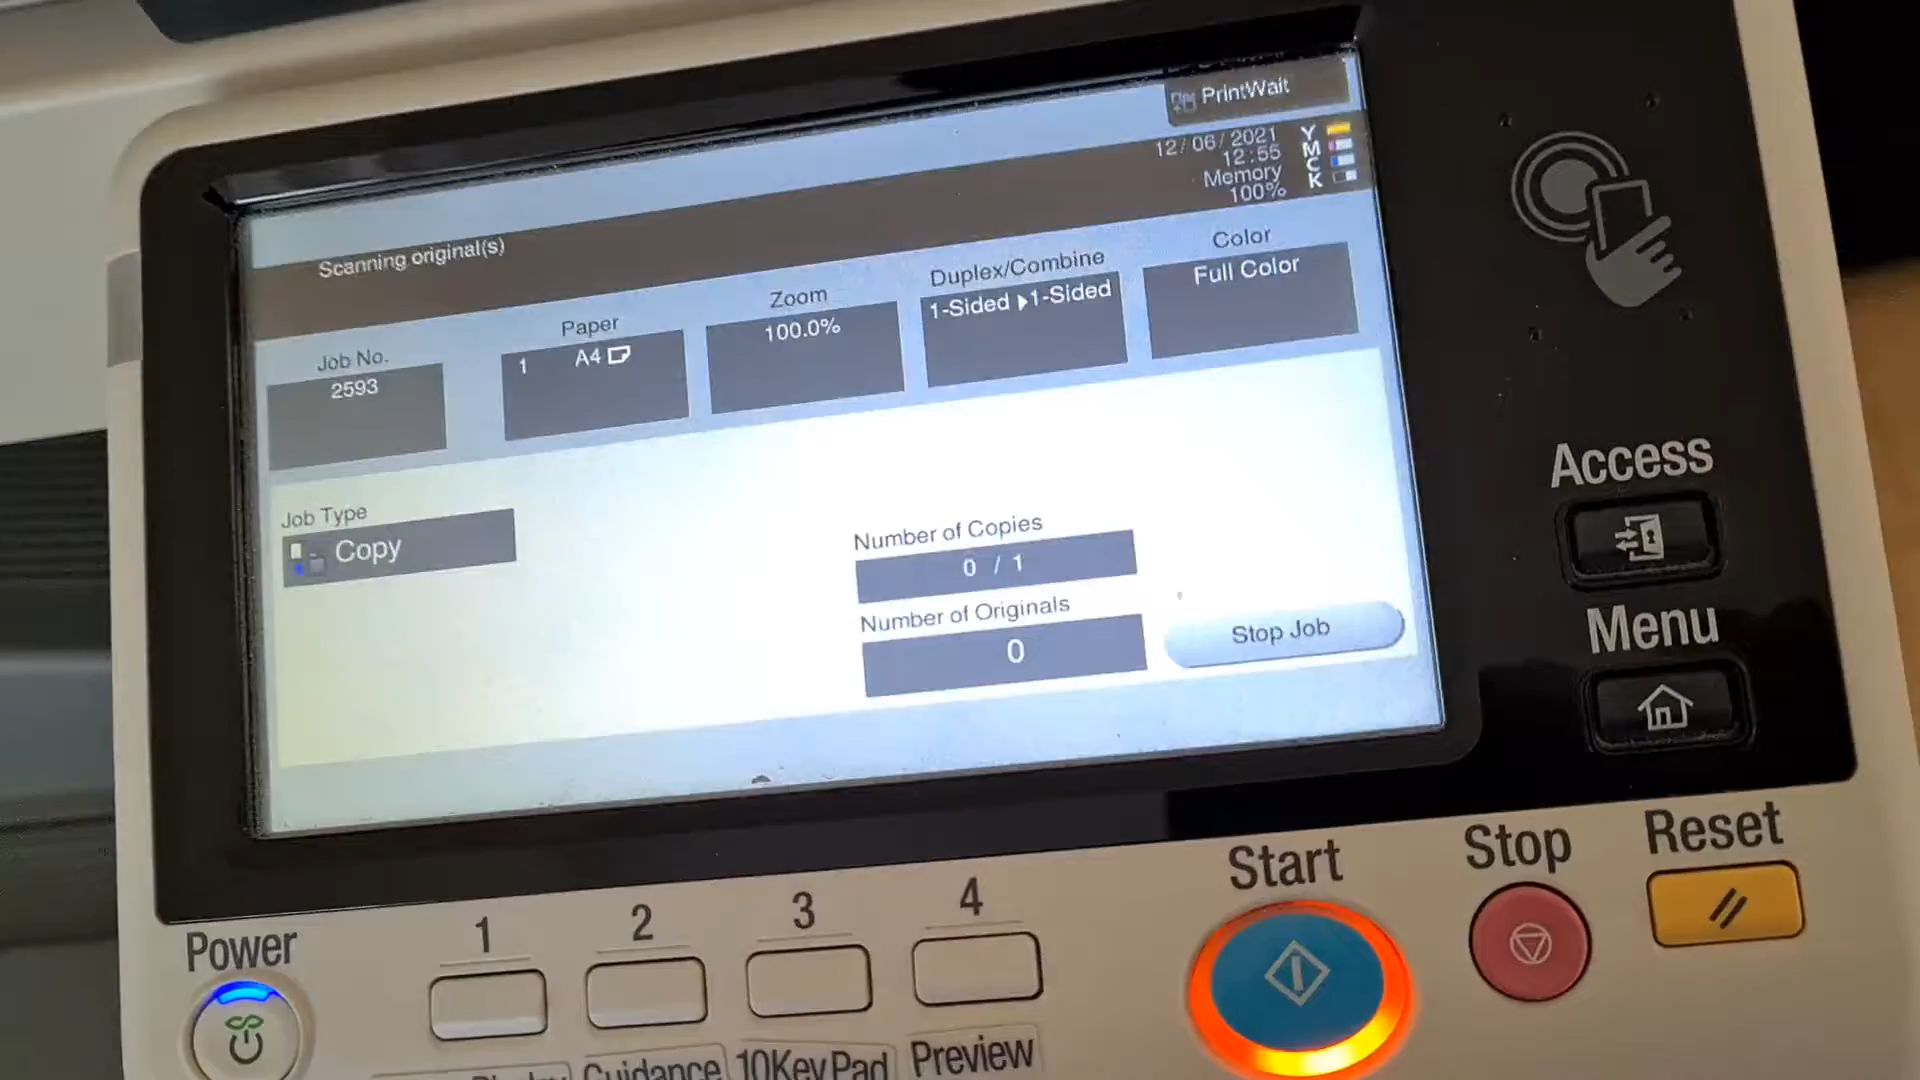 PrintWait
12/06/2021
12:55
Memory
100%
Y
M
C
K
Scanning original(s)
Job No.
2593
Paper
1 A4
Zoom
100.0%
Duplex/Combine
1-Sided ▶1-Sided
Color
Full Color
Job Type
Copy
Number of Copies
0 / 1
Number of Originals
0
Stop Job
Access
Menu
Power
1
2
3
4
Start
Stop
Reset
Guidance
10KeyPad
Preview